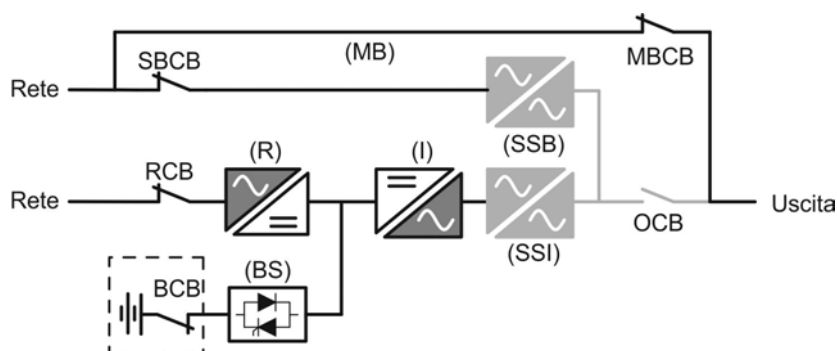 (MB)
MBCB
SBCB
Rete
(SSB)
RCB
(R)
(I)
Rete
Uscita
OCB
(SSI)
BCB
(BS)